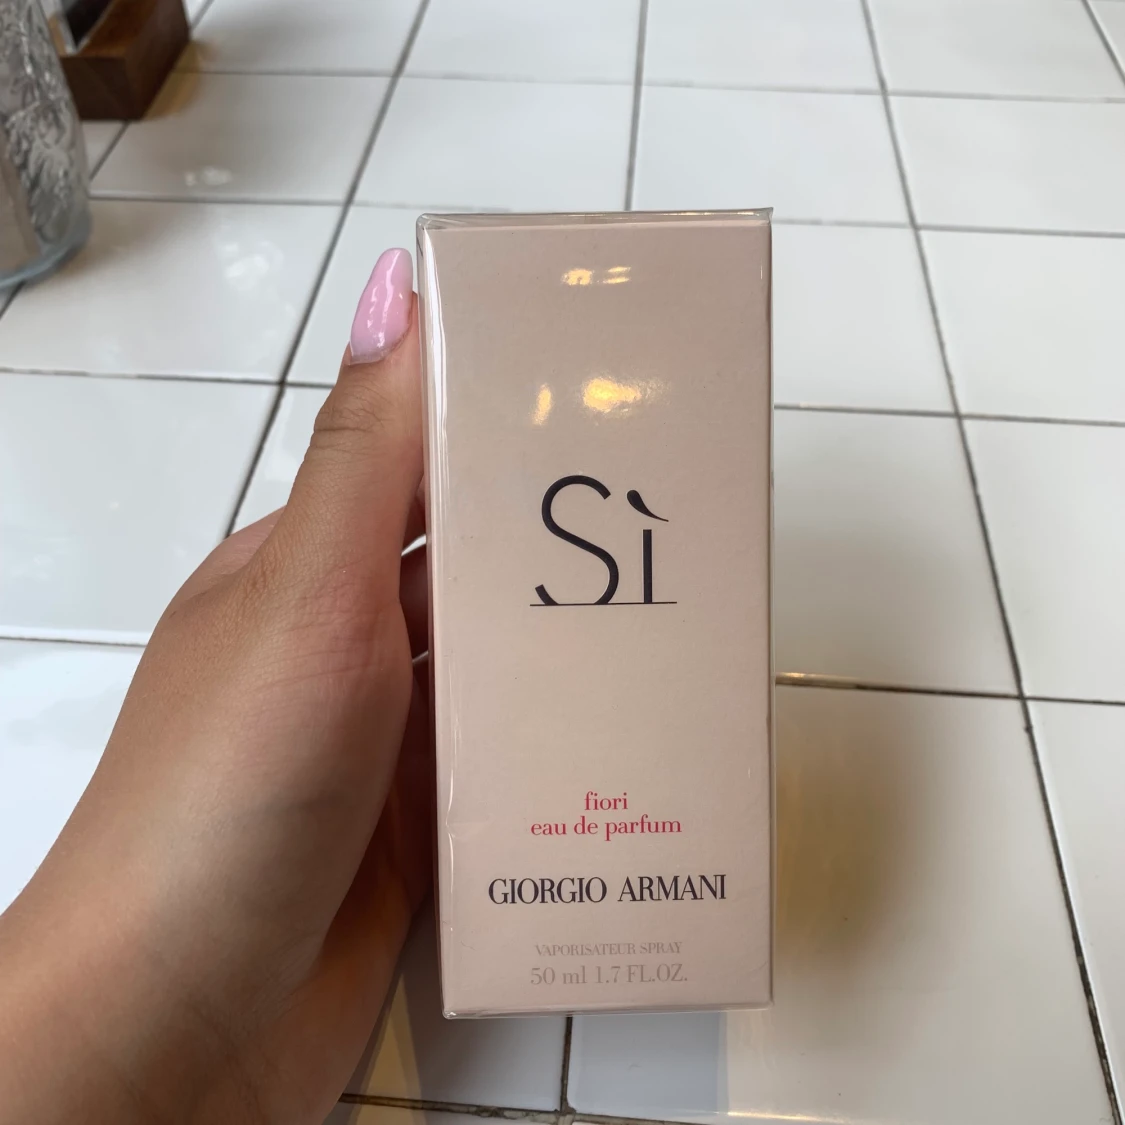 Sì
fiori
eau de parfum
GIORGIO ARMANI
VAPORISATEUR SPRAY
50 ml 1.7 FL.OZ.